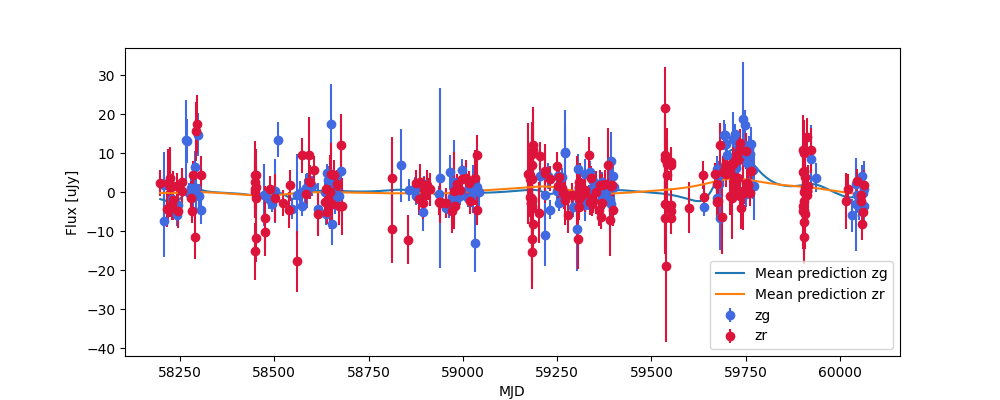 30
20
10
0
−10
−20
−30
−40
Flux [uJy]
58250 58500 58750 59000 59250 59500 59750 60000
MJD
Mean prediction zg
Mean prediction zr
zg
zr